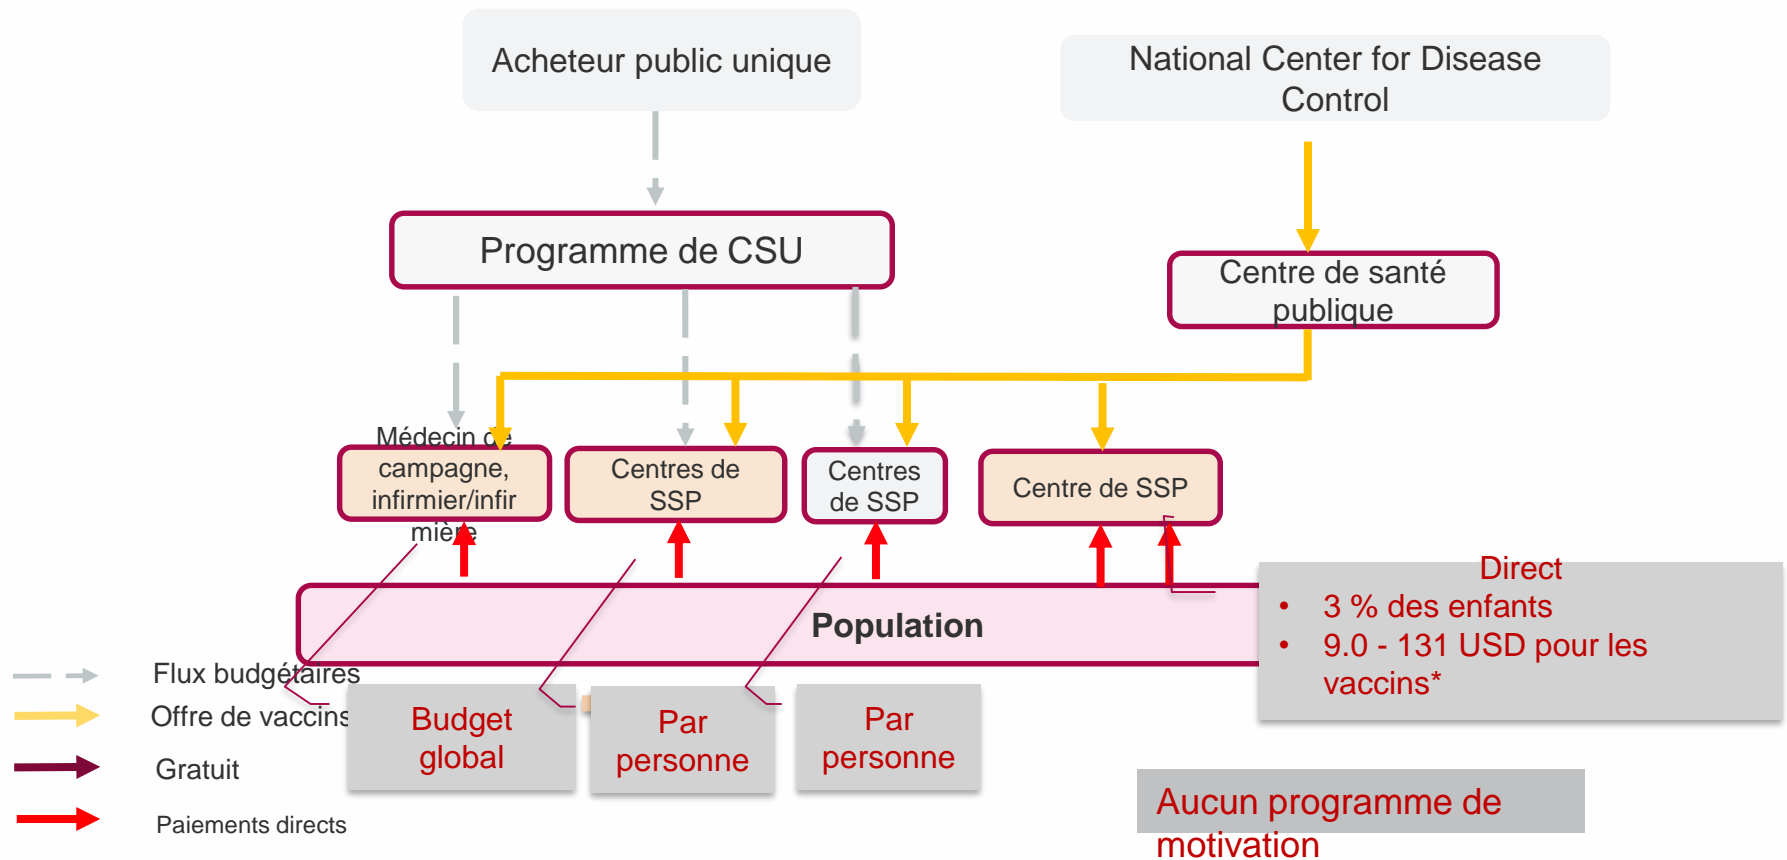 Acheteur public unique
National Center for Disease
Control
Programme de CSU
Centre de santé
publique
Médecin de
campagne,
infirmier/infir
mière
Centres de
SSP
Centres
de SSP
Centre de SSP
Population
Direct
• 3 % des enfants
• 9.0 - 131 USD pour les
vaccins*
Flux budgétaires
Offre de vaccins
Gratuit
Paiements directs
Budget
global
Par
personne
Par
personne
Aucun programme de
motivation